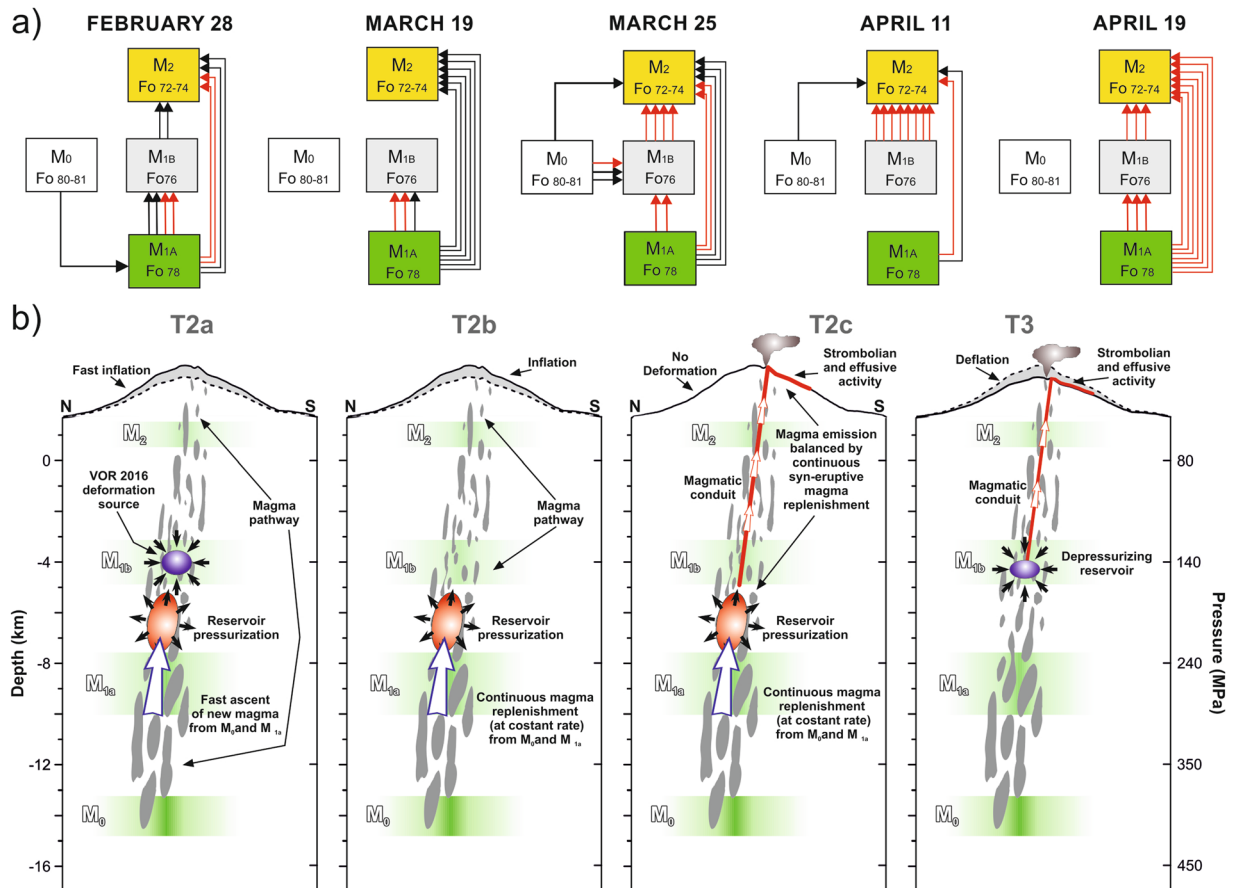 a)
FEBRUARY 28
MARCH 19
MARCH 25
APRIL 11
APRIL 19
M2
Fo 72-74
M0
Fo 80-81
M1B
Fo76
M1A
Fo 78
M2
Fo 72-74
M0
Fo 80-81
M1B
Fo76
M1A
Fo 78
M2
Fo 72-74
M0
Fo 80-81
M1B
Fo76
M1A
Fo 78
M2
Fo 72-74
M0
Fo 80-81
M1B
Fo76
M1A
Fo 78
M2
Fo 72-74
M0
Fo 80-81
M1B
Fo76
M1A
Fo 78
b)
T2a
T2b
T2c
T3
Depth (km)
0
-4
-8
-12
-16
Fast inflation
N
M2
VOR 2016
deformation
source
Magma
pathway
M1b
Reservoir
pressurization
M1a
Fast ascent
of new magma
from M0and M 1a
M0
Inflation
S
M2
Magma
pathway
M1b
Reservoir
pressurization
M1a
Continuous magma
replenishment
(at costant rate)
from M0and M 1a
M0
No
Deformation
Strombolian
and effusive
activity
N
S
M2
Magma emission
balanced by
continuous
syn-eruptive
magma
replenishment
Magmatic
conduit
M1b
Reservoir
pressurization
M1a
Continuous magma
replenishment
(at costant rate)
from M0and M 1a
M0
Deflation
Strombolian
and effusive
activity
M2
Magmatic
conduit
M1b
Depressurizing
reservoir
M1a
M0
80
140
240
350
450
Pressure (MPa)